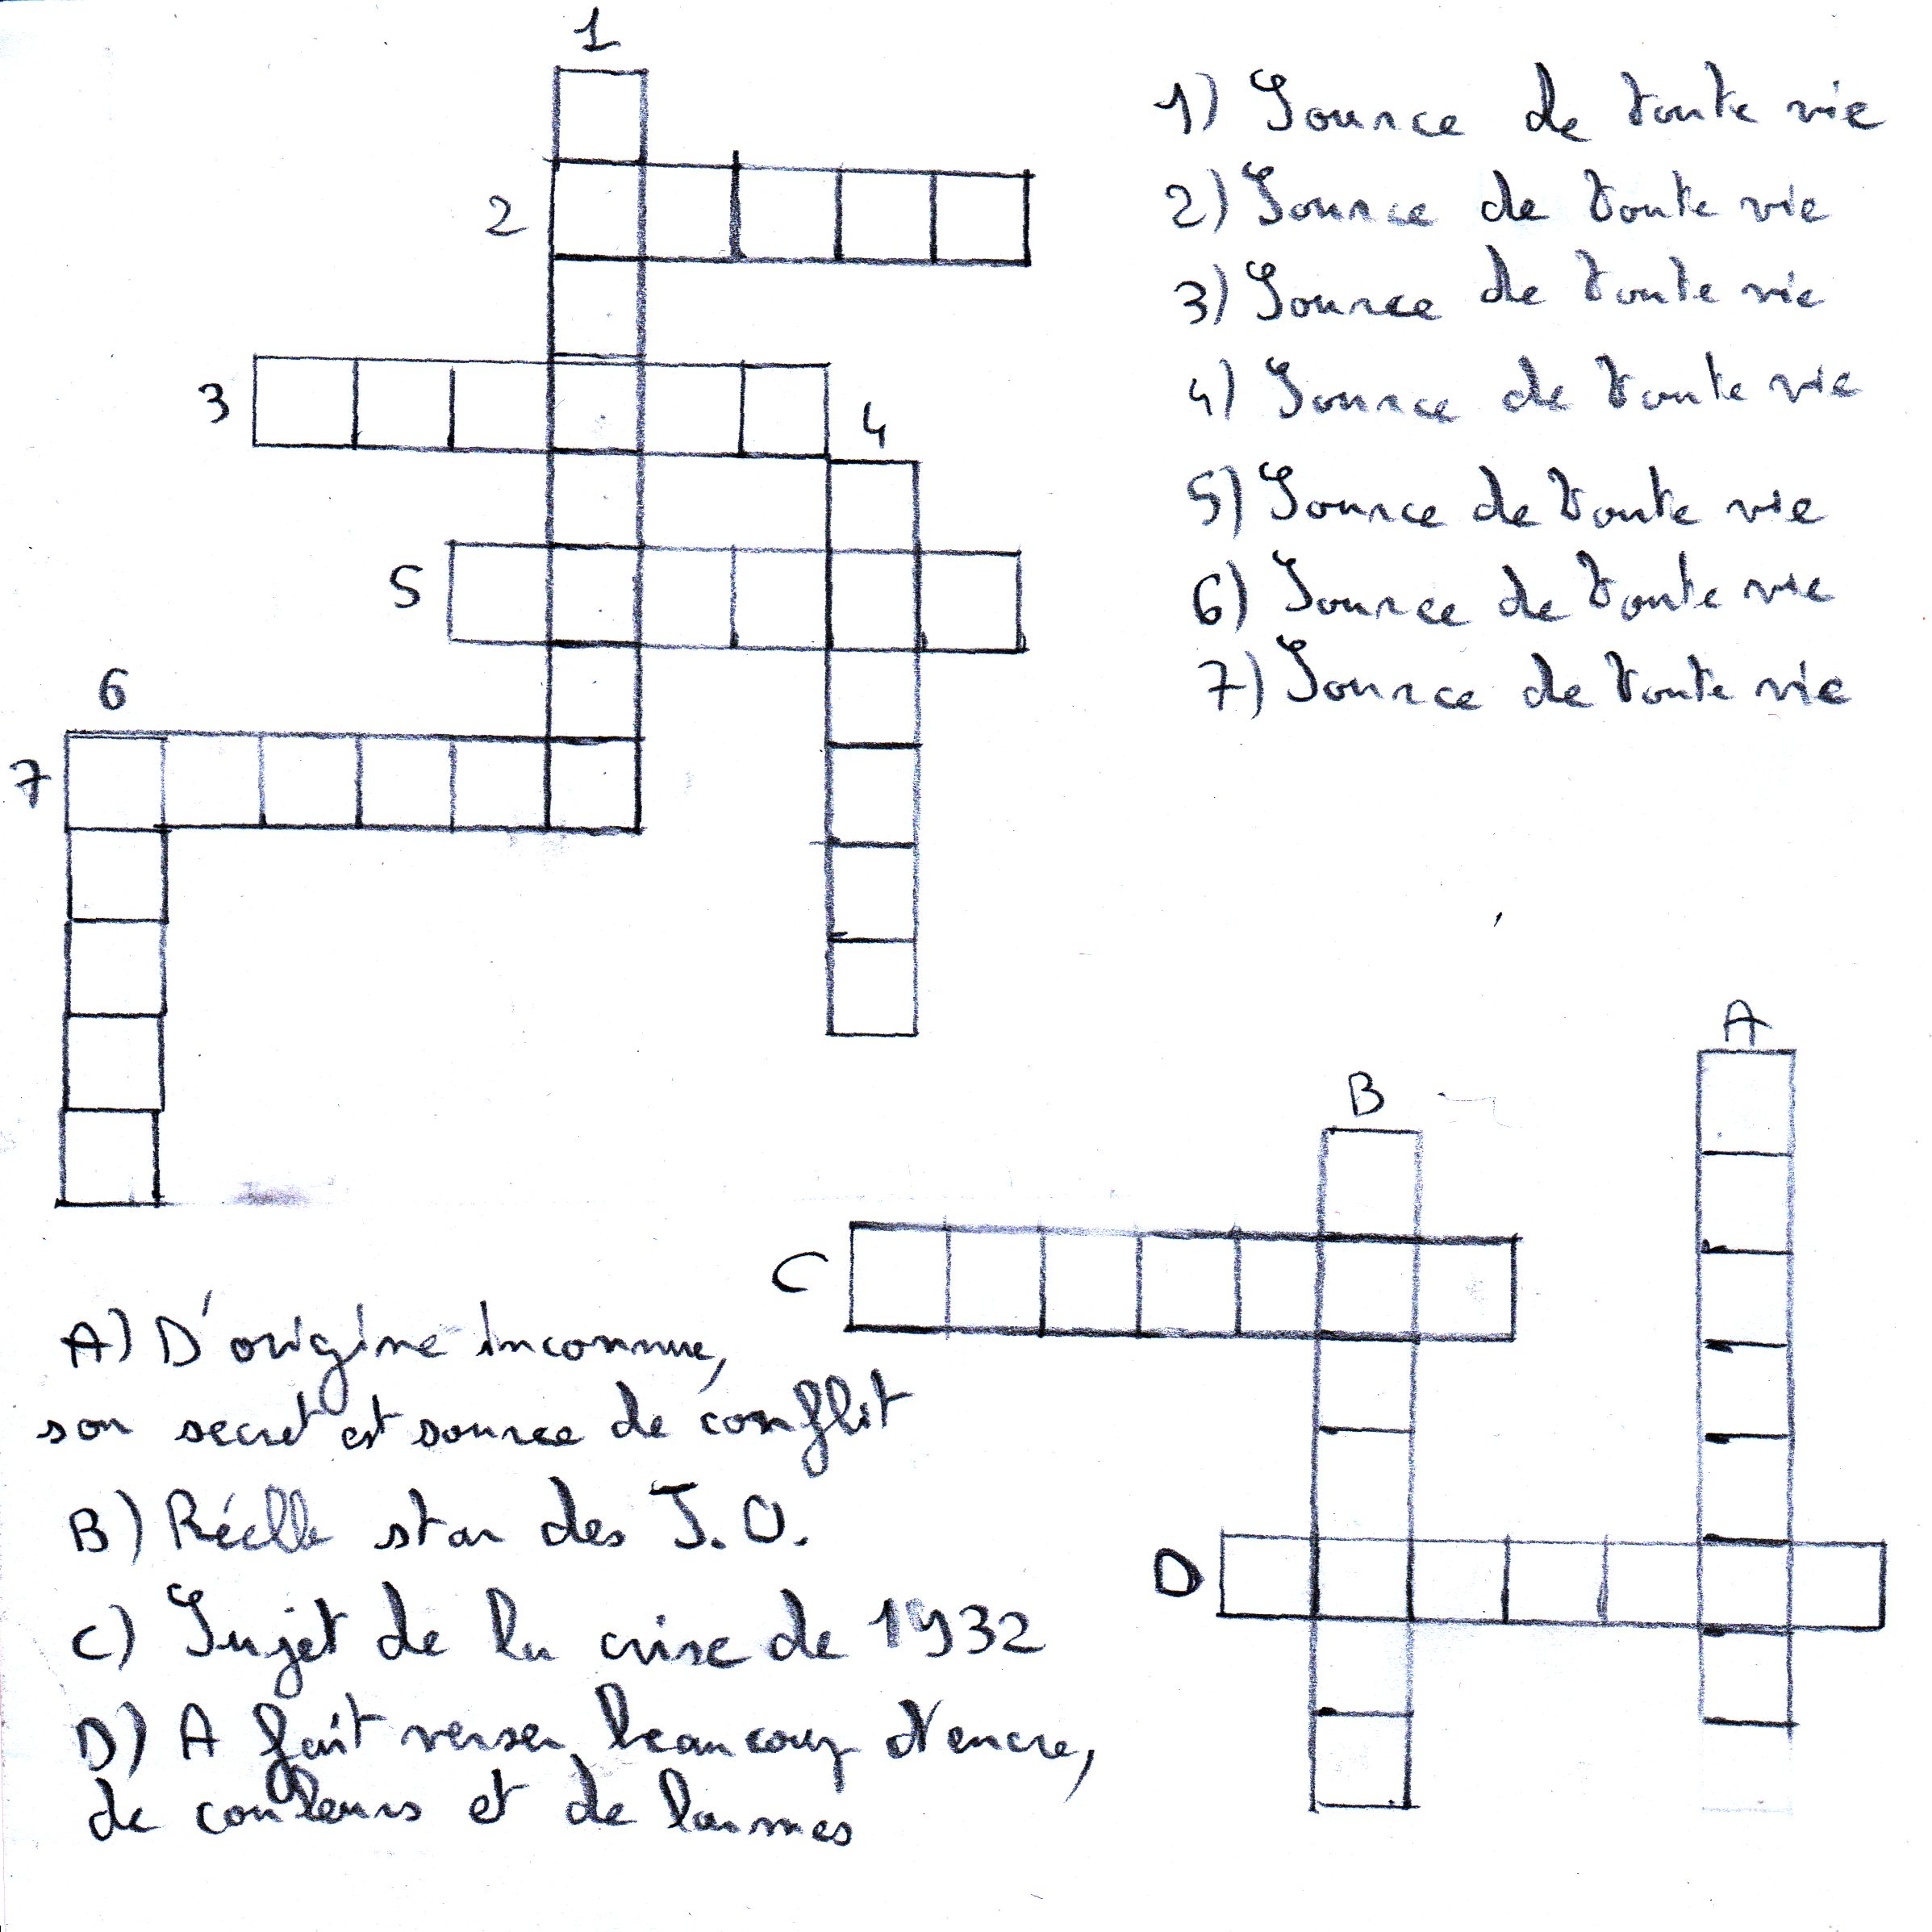 1
2
3
4
5
6
7
1) Source de toute vie
2) Source de toute vie
3) Source de toute vie
4) Source de toute vie
5) Source de toute vie
6) Source de toute vie
7) Source de toute vie
A
B
C
D
A) D'origine inconnue,
son secret est source de conflit
B) Réelle star des J.O.
C) Sujet de la crise de 1932
D) A fait verser beaucoup d'encre,
de couleurs et de larmes